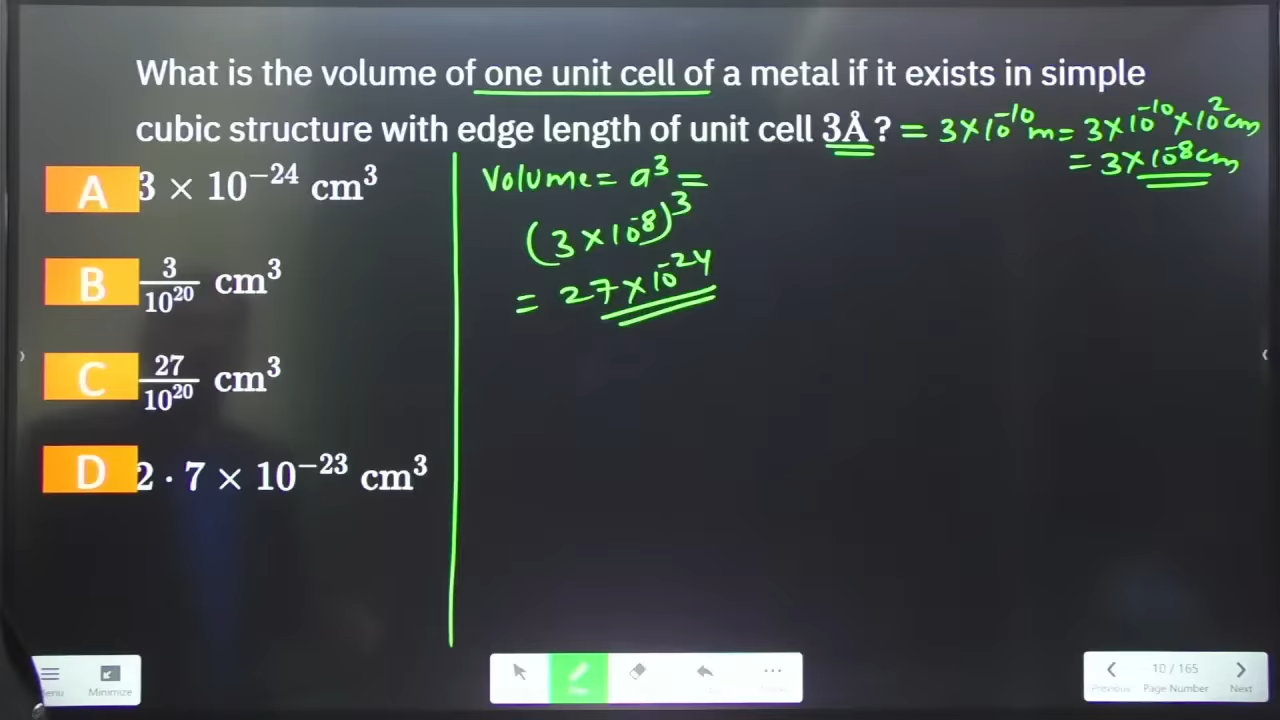 What is the volume of one unit cell of a metal if it exists in simple
cubic structure with edge length of unit cell 3Å ? = 3×10⁻¹⁰m = 3×10⁻¹⁰×10²cm
= 3×10⁻⁸cm
A 3 × 10⁻²⁴ cm³
B 3/10²⁰ cm³
C 27/10²⁰ cm³
D 2·7 × 10⁻²³ cm³
Volume = a³ =
(3×10⁻⁸)³
= 27×10⁻²⁴
Minimize
10 / 165
Previous Page Number Next